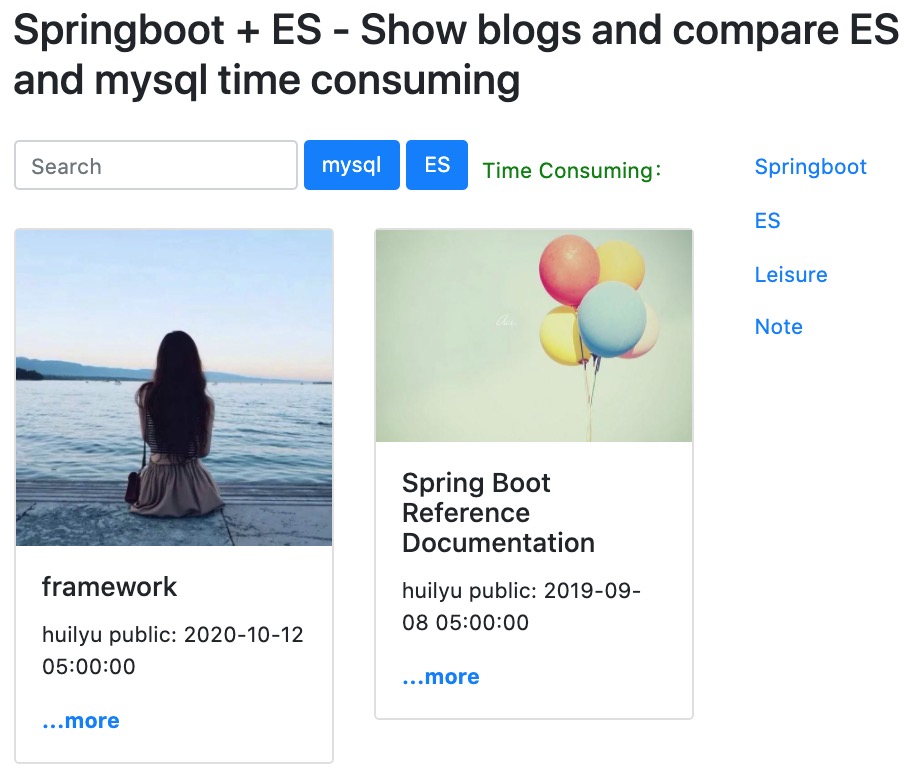 Springboot + ES - Show blogs and compare ES
and mysql time consuming
Search
mysql
ES
Time Consuming:
Springboot
ES
Leisure
Note
framework
huilyu public: 2020-10-12
05:00:00
...more
Spring Boot
Reference
Documentation
huilyu public: 2019-09-
08 05:00:00
...more